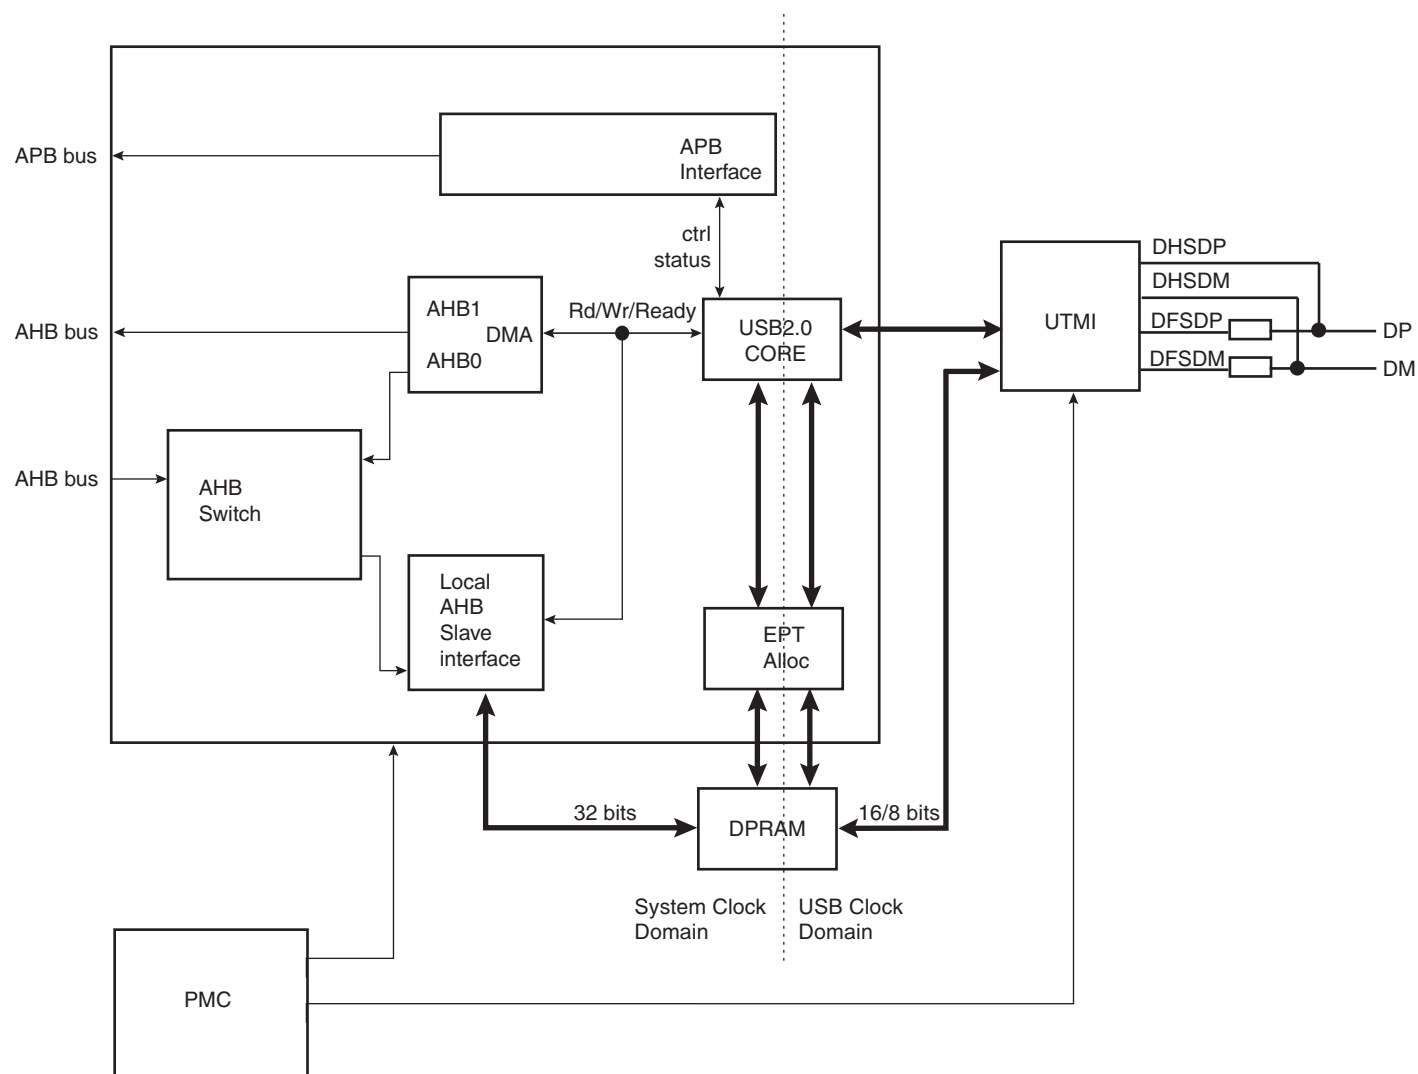 APB bus
APB
Interface
ctrl
status
DHSDP
DHSDM
AHB bus
AHB1
DMA
AHB0
Rd/Wr/Ready
USB2.0
CORE
UTMI
DFSDP
DFSDM
DP
DM
AHB bus
AHB
Switch
Local
AHB
Slave
interface
EPT
Alloc
32 bits
DPRAM
16/8 bits
System Clock
Domain
USB Clock
Domain
PMC